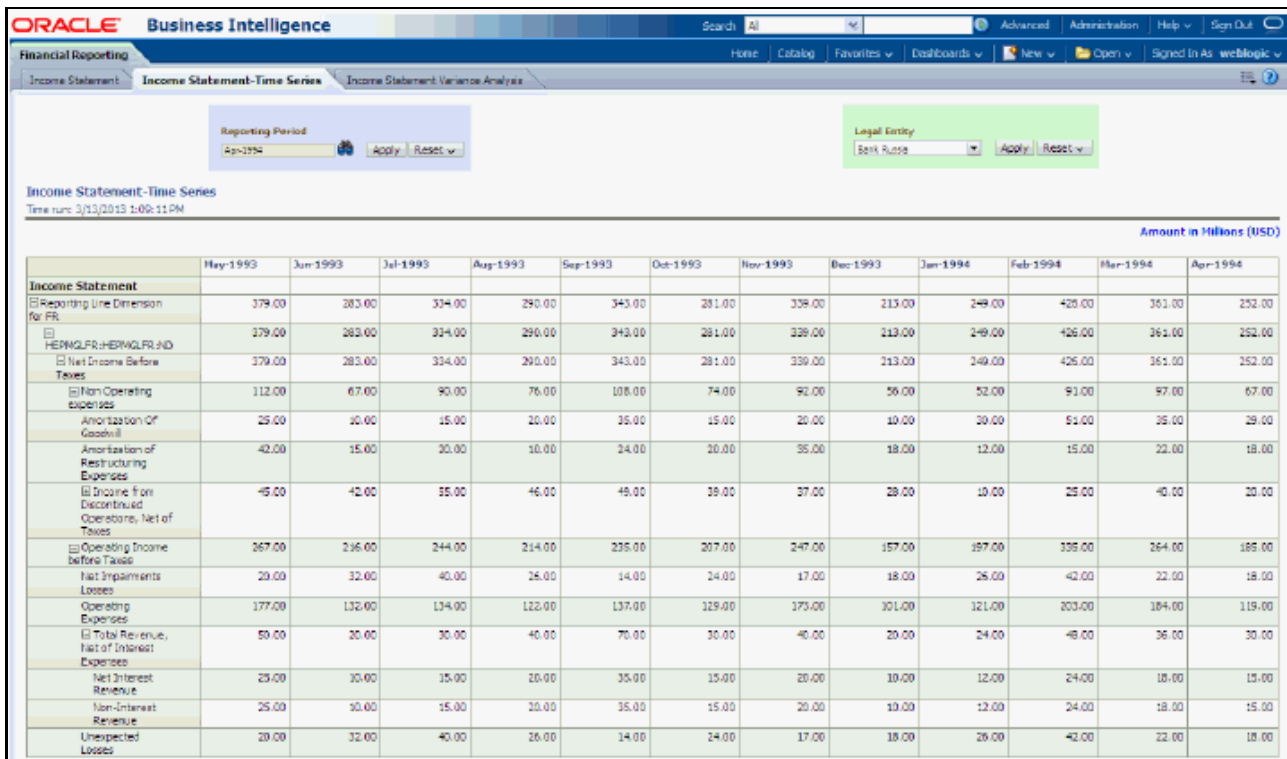 ORACLE Business Intelligence Search All Advanced Administration Help Sign Out
Financial Reporting Home Catalog Favorites Dashboards New Open Signed In As weblogic
Income Statement Income Statement-Time Series Income Statement Variance Analysis
Reporting Period Legal Entity
Apr-1994 Apply Reset Bank Russa Apply Reset
Income Statement-Time Series
Time run: 3/13/2013 1:09:11 PM
Amount in Millions (USD)
May-1993 Jun-1993 Jul-1993 Aug-1993 Sep-1993 Oct-1993 Nov-1993 Dec-1993 Jan-1994 Feb-1994 Mar-1994 Apr-1994
Income Statement
Reporting Line Dimension 379.00 283.00 334.00 290.00 343.00 281.00 339.00 213.00 249.00 426.00 361.00 252.00
for FR
379.00 283.00 334.00 290.00 343.00 281.00 339.00 213.00 249.00 426.00 361.00 252.00
HEPMGLFR:HEPMGLFR:ND
Net Income Before 379.00 283.00 334.00 290.00 343.00 281.00 339.00 213.00 249.00 426.00 361.00 252.00
Taxes
Non Operating 112.00 67.00 90.00 76.00 108.00 74.00 92.00 56.00 52.00 91.00 97.00 67.00
expenses
Amortization Of 25.00 10.00 15.00 20.00 35.00 15.00 20.00 10.00 30.00 51.00 35.00 29.00
Goodwill
Amortization of 42.00 15.00 20.00 10.00 24.00 20.00 35.00 18.00 12.00 15.00 22.00 18.00
Restructuring
Expenses
Income from 45.00 42.00 55.00 46.00 49.00 39.00 37.00 28.00 10.00 25.00 40.00 20.00
Discontinued
Operations, Net of
Taxes
Operating Income 267.00 216.00 244.00 214.00 235.00 207.00 247.00 157.00 197.00 335.00 264.00 185.00
before Taxes
Net Impairments 20.00 32.00 40.00 26.00 14.00 24.00 17.00 18.00 26.00 42.00 22.00 18.00
Losses
Operating 177.00 132.00 134.00 122.00 137.00 129.00 173.00 101.00 121.00 203.00 184.00 119.00
Expenses
Total Revenue, 50.00 20.00 30.00 40.00 70.00 30.00 40.00 20.00 24.00 48.00 36.00 30.00
Net of Interest
Expenses
Net Interest 25.00 10.00 15.00 20.00 35.00 15.00 20.00 10.00 12.00 24.00 18.00 15.00
Revenue
Non-Interest 25.00 10.00 15.00 20.00 35.00 15.00 20.00 10.00 12.00 24.00 18.00 15.00
Revenue
Unexpected 20.00 32.00 40.00 26.00 14.00 24.00 17.00 18.00 26.00 42.00 22.00 18.00
Losses